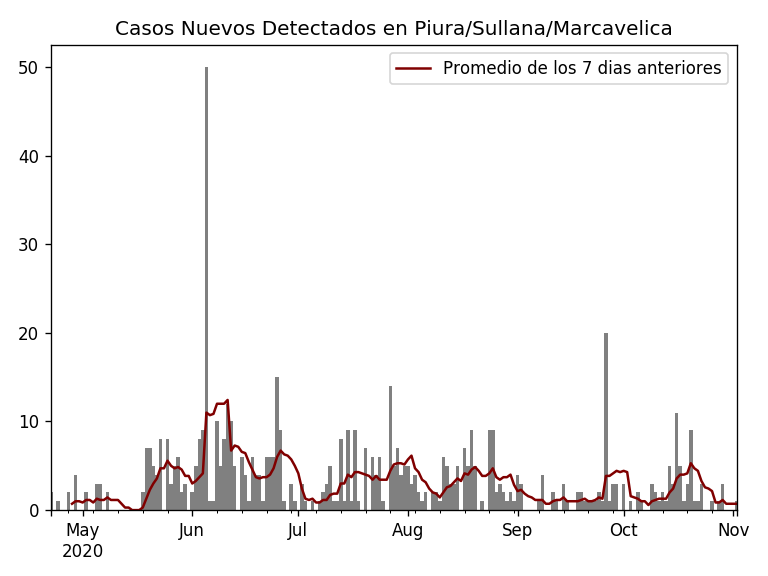 Casos Nuevos Detectados en Piura/Sullana/Marcavelica
Promedio de los 7 dias anteriores
50
40
30
20
10
0
May Jun Jul Aug Sep Oct Nov
2020